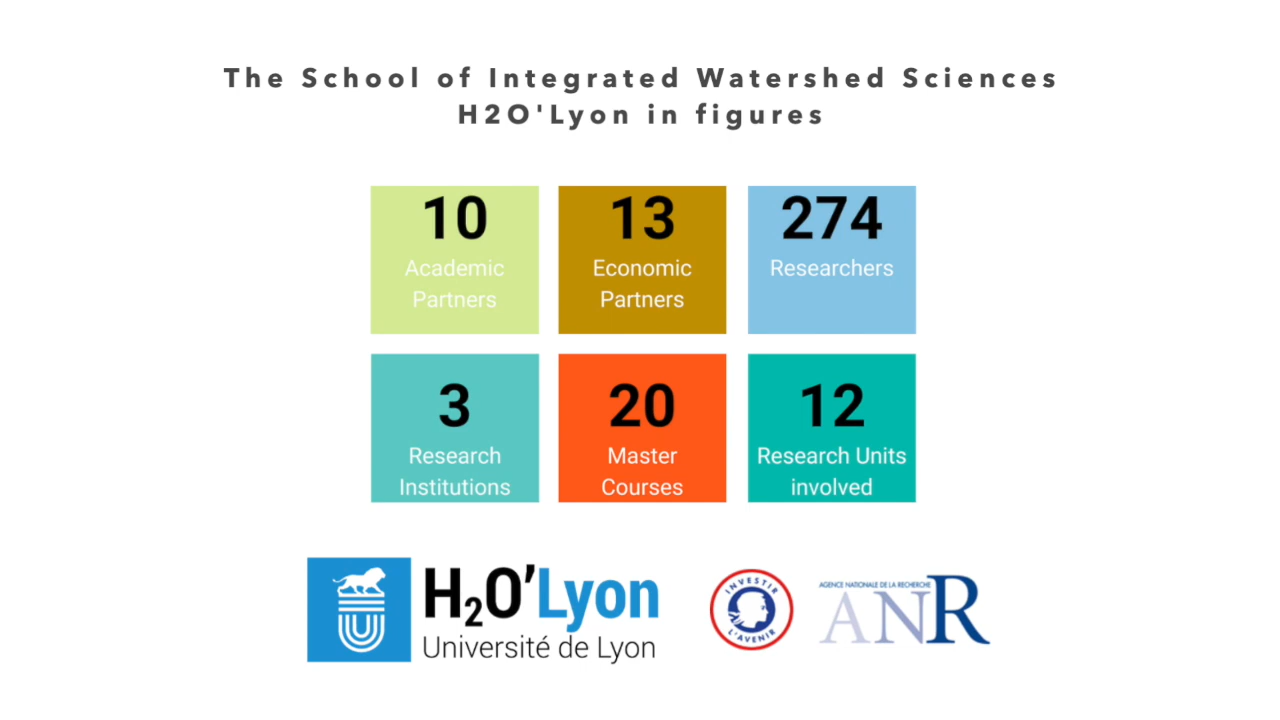 The School of Integrated Watershed Sciences
H2O'Lyon in figures
10
Academic
Partners
13
Economic
Partners
274
Researchers
3
Research
Institutions
20
Master
Courses
12
Research Units
involved
H₂O'Lyon
Université de Lyon
INVESTIR
L'AVENIR
AGENCE NATIONALE DE LA RECHERCHE
ANR